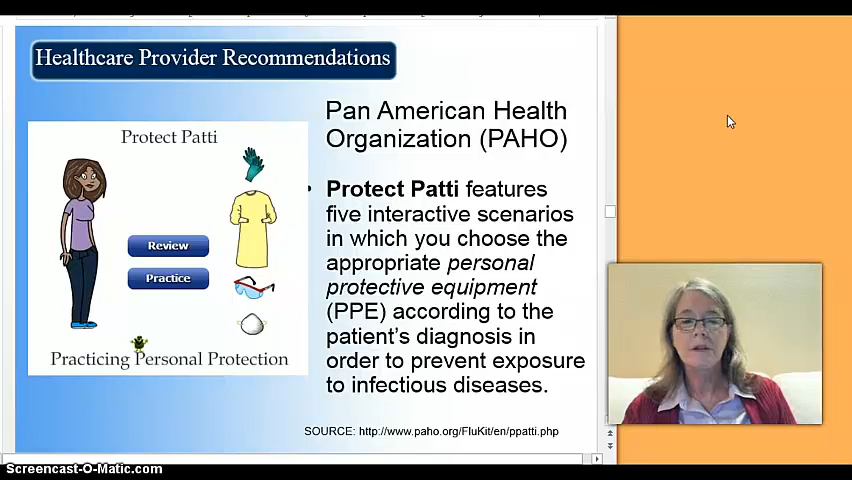 Healthcare Provider Recommendations
Protect Patti
Review
Practice
Practicing Personal Protection
Pan American Health
Organization (PAHO)
• Protect Patti features
five interactive scenarios
in which you choose the
appropriate personal
protective equipment
(PPE) according to the
patient's diagnosis in
order to prevent exposure
to infectious diseases.
SOURCE: http://www.paho.org/FluKit/en/ppatti.php
Screencast-O-Matic.com